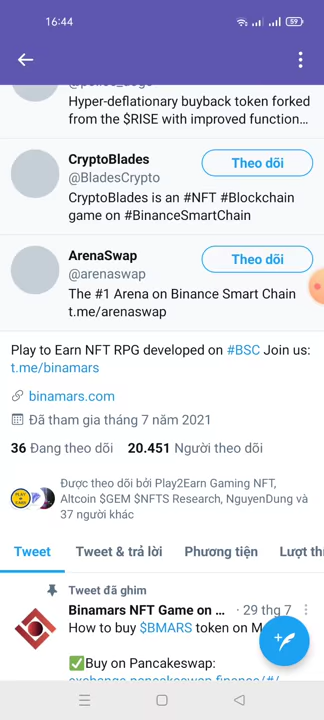 16:44
59
Hyper-deflationary buyback token forked
from the $RISE with improved function...
CryptoBlades
Theo dõi
@BladesCrypto
CryptoBlades is an #NFT #Blockchain
game on #BinanceSmartChain
ArenaSwap
Theo dõi
@arenaswap
The #1 Arena on Binance Smart Chain
t.me/arenaswap
Play to Earn NFT RPG developed on #BSC Join us:
t.me/binamars
binamars.com
Đã tham gia tháng 7 năm 2021
36 Đang theo dõi 20.451 Người theo dõi
Được theo dõi bởi Play2Earn Gaming NFT,
Altcoin $GEM $NFTS Research, NguyenDung và
37 người khác
Tweet Tweet & trả lời Phương tiện Lượt
Tweet đã ghim
Binamars NFT Game on ... · 29 thg 7
How to buy $BMARS token on
✅Buy on Pancakeswap:
exchange.pancakeswap.finance/#/